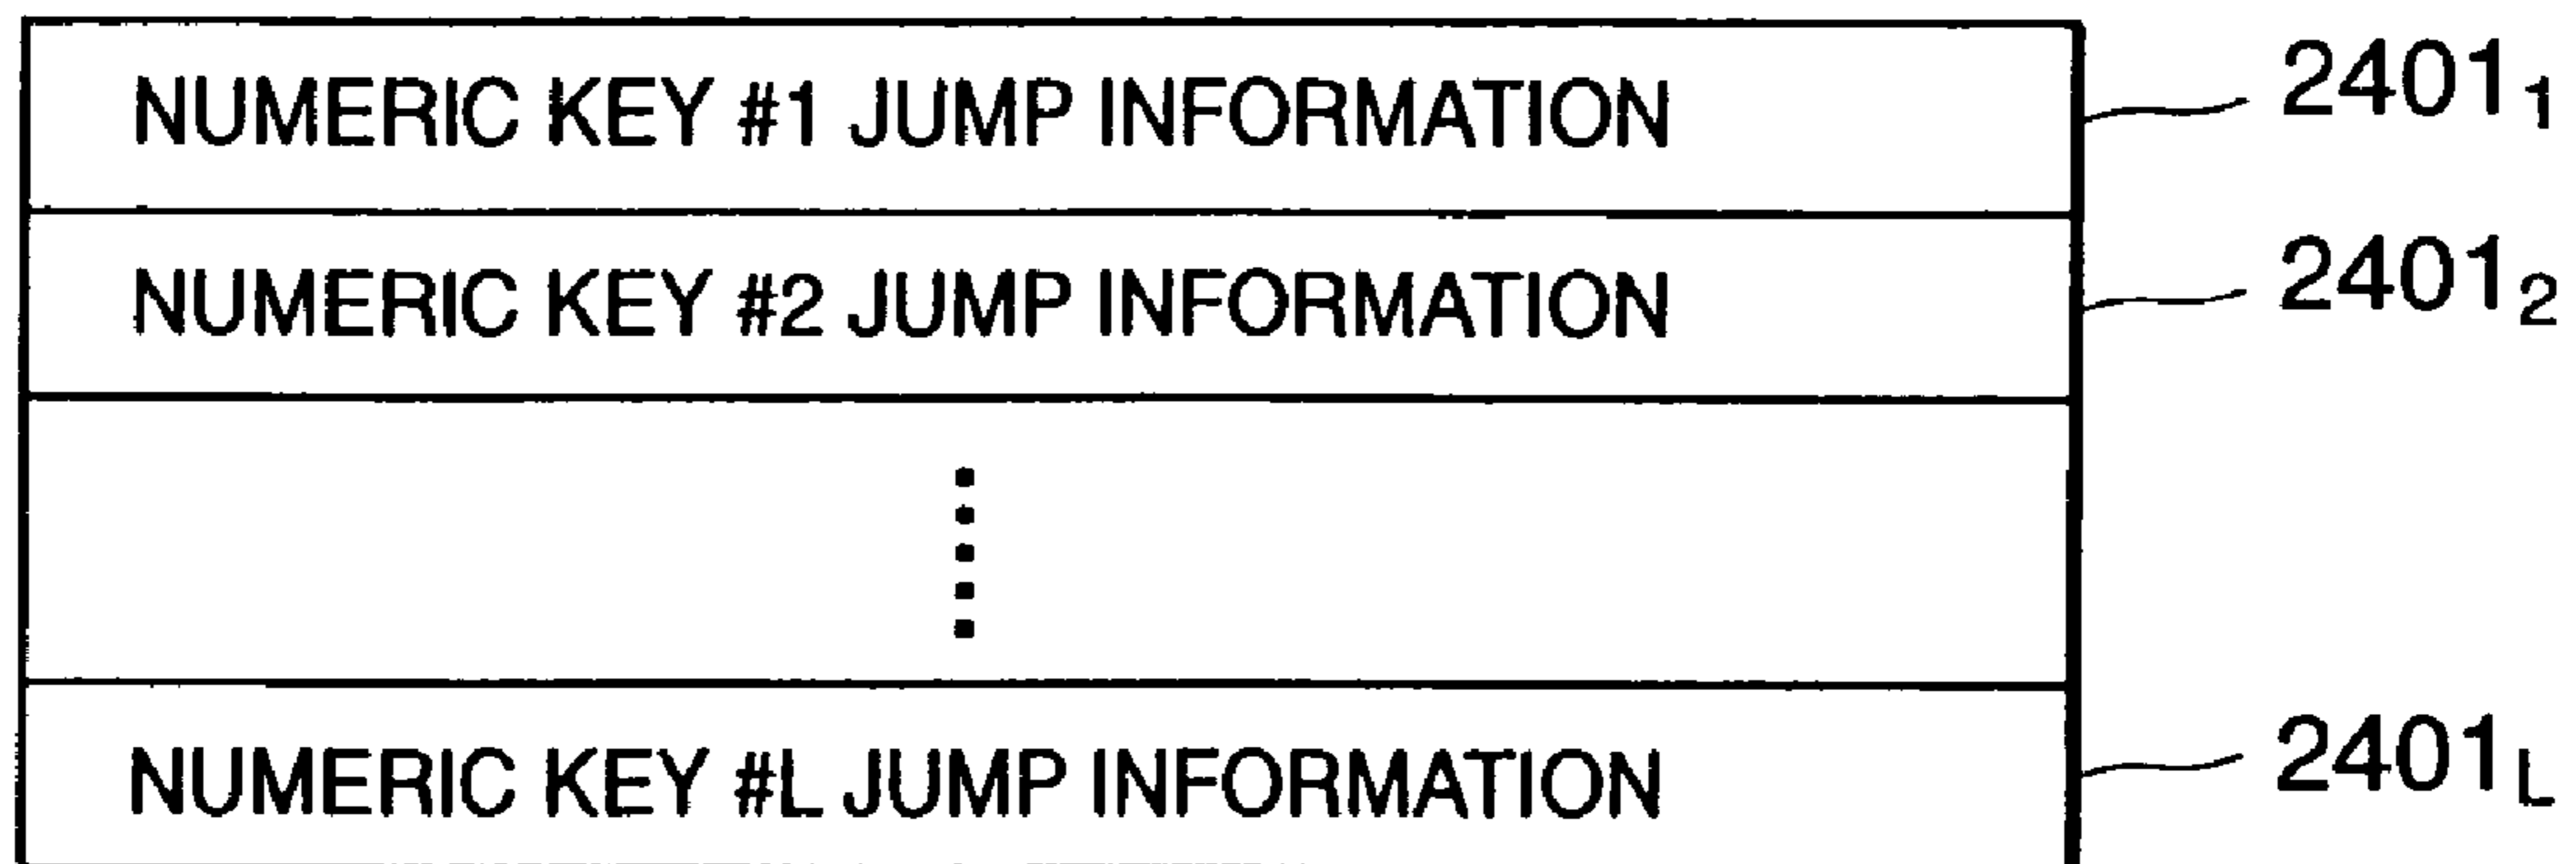 NUMERIC KEY #1 JUMP INFORMATION 2401₁
NUMERIC KEY #2 JUMP INFORMATION 2401₂
NUMERIC KEY #L JUMP INFORMATION 2401L